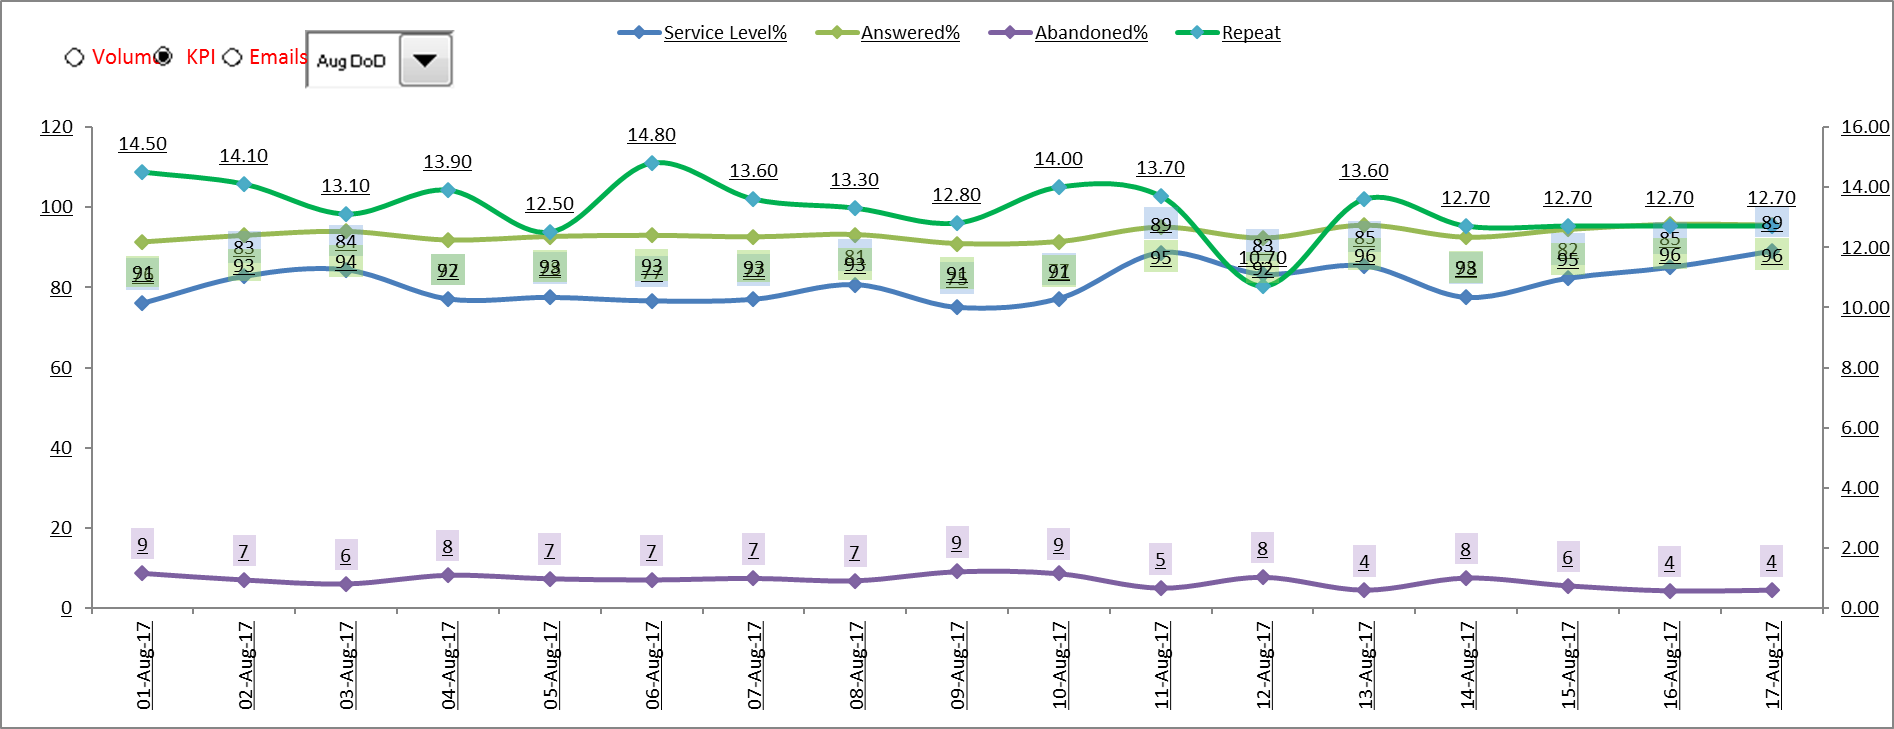 Service Level% Answered% Abandoned% Repeat
Volume KPI Emails Aug DoD
120 100 80 60 40 20 0
16.00 14.00 12.00 10.00 8.00 6.00 4.00 2.00 0.00
14.50 14.10 13.10 13.90 12.50 14.80 13.60 13.30 12.80 14.00 13.70 10.70 13.60 12.70 12.70 12.70 12.70
83 84 81 89 83 85 82 85 89
93 94 93 93 93 93 91 95 92 96 95 96 96
77
9 7 6 8 7 7 7 7 9 9 5 8 4 8 6 4 4
01-Aug-17
02-Aug-17
03-Aug-17
04-Aug-17
05-Aug-17
06-Aug-17
07-Aug-17
08-Aug-17
09-Aug-17
10-Aug-17
11-Aug-17
12-Aug-17
13-Aug-17
14-Aug-17
15-Aug-17
16-Aug-17
17-Aug-17